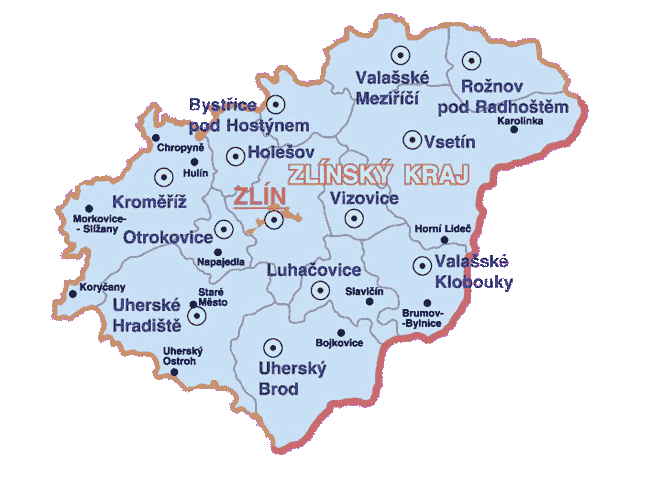 Valašské
Meziříčí
Rožnov
pod Radhoštěm
Karolinka
Bystřice
pod Hostýnem
Chropyně
Holešov
Vsetín
Hulín
ZLÍNSKÝ KRAJ
Kroměříž
ZLÍN
Vizovice
Morkovice-
- Slížany
Otrokovice
Horní Lideč
Napajedla
Valašské
Klobouky
Luhačovice
Koryčany
Staré
Město
Slavičín
Uherské
Hradiště
Brumov-
-Bylnice
Bojkovice
Uherský
Ostroh
Uherský
Brod